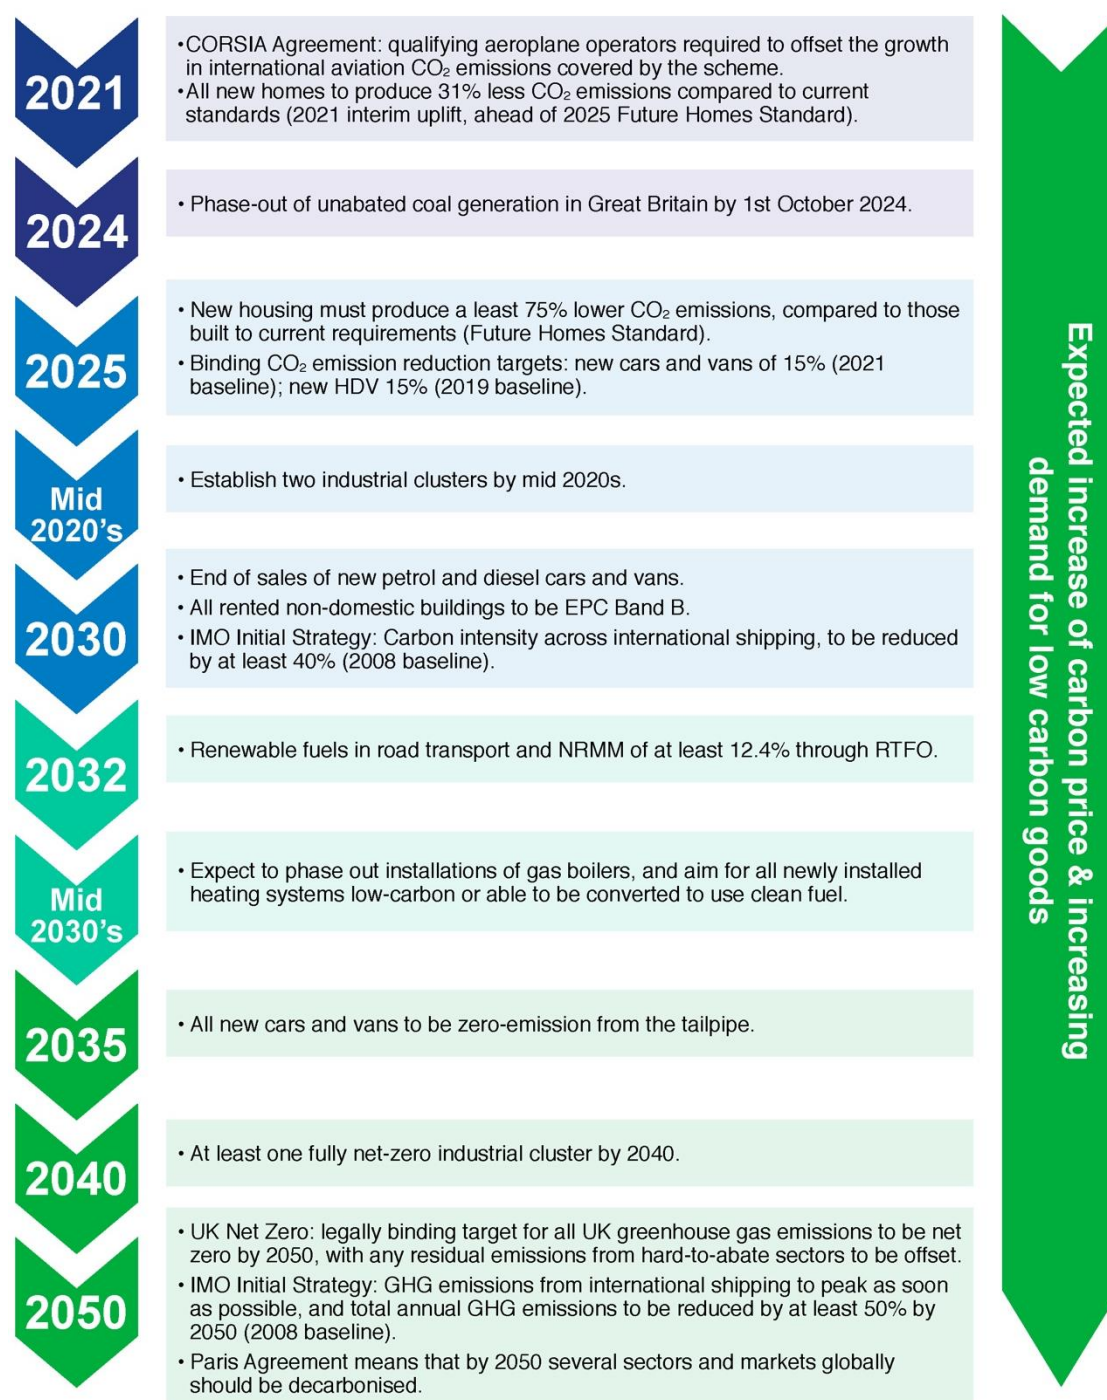 2021
•CORSIA Agreement: qualifying aeroplane operators required to offset the growth
in international aviation CO₂ emissions covered by the scheme.
•All new homes to produce 31% less CO₂ emissions compared to current
standards (2021 interim uplift, ahead of 2025 Future Homes Standard).
2024
• Phase-out of unabated coal generation in Great Britain by 1st October 2024.
2025
• New housing must produce a least 75% lower CO₂ emissions, compared to those
built to current requirements (Future Homes Standard).
• Binding CO₂ emission reduction targets: new cars and vans of 15% (2021
baseline); new HDV 15% (2019 baseline).
Mid
2020’s
• Establish two industrial clusters by mid 2020s.
2030
• End of sales of new petrol and diesel cars and vans.
• All rented non-domestic buildings to be EPC Band B.
• IMO Initial Strategy: Carbon intensity across international shipping, to be reduced
by at least 40% (2008 baseline).
2032
• Renewable fuels in road transport and NRMM of at least 12.4% through RTFO.
Mid
2030’s
• Expect to phase out installations of gas boilers, and aim for all newly installed
heating systems low-carbon or able to be converted to use clean fuel.
2035
• All new cars and vans to be zero-emission from the tailpipe.
2040
• At least one fully net-zero industrial cluster by 2040.
2050
• UK Net Zero: legally binding target for all UK greenhouse gas emissions to be net
zero by 2050, with any residual emissions from hard-to-abate sectors to be offset.
• IMO Initial Strategy: GHG emissions from international shipping to peak as soon
as possible, and total annual GHG emissions to be reduced by at least 50% by
2050 (2008 baseline).
• Paris Agreement means that by 2050 several sectors and markets globally
should be decarbonised.
Expected increase of carbon price & increasing
demand for low carbon goods